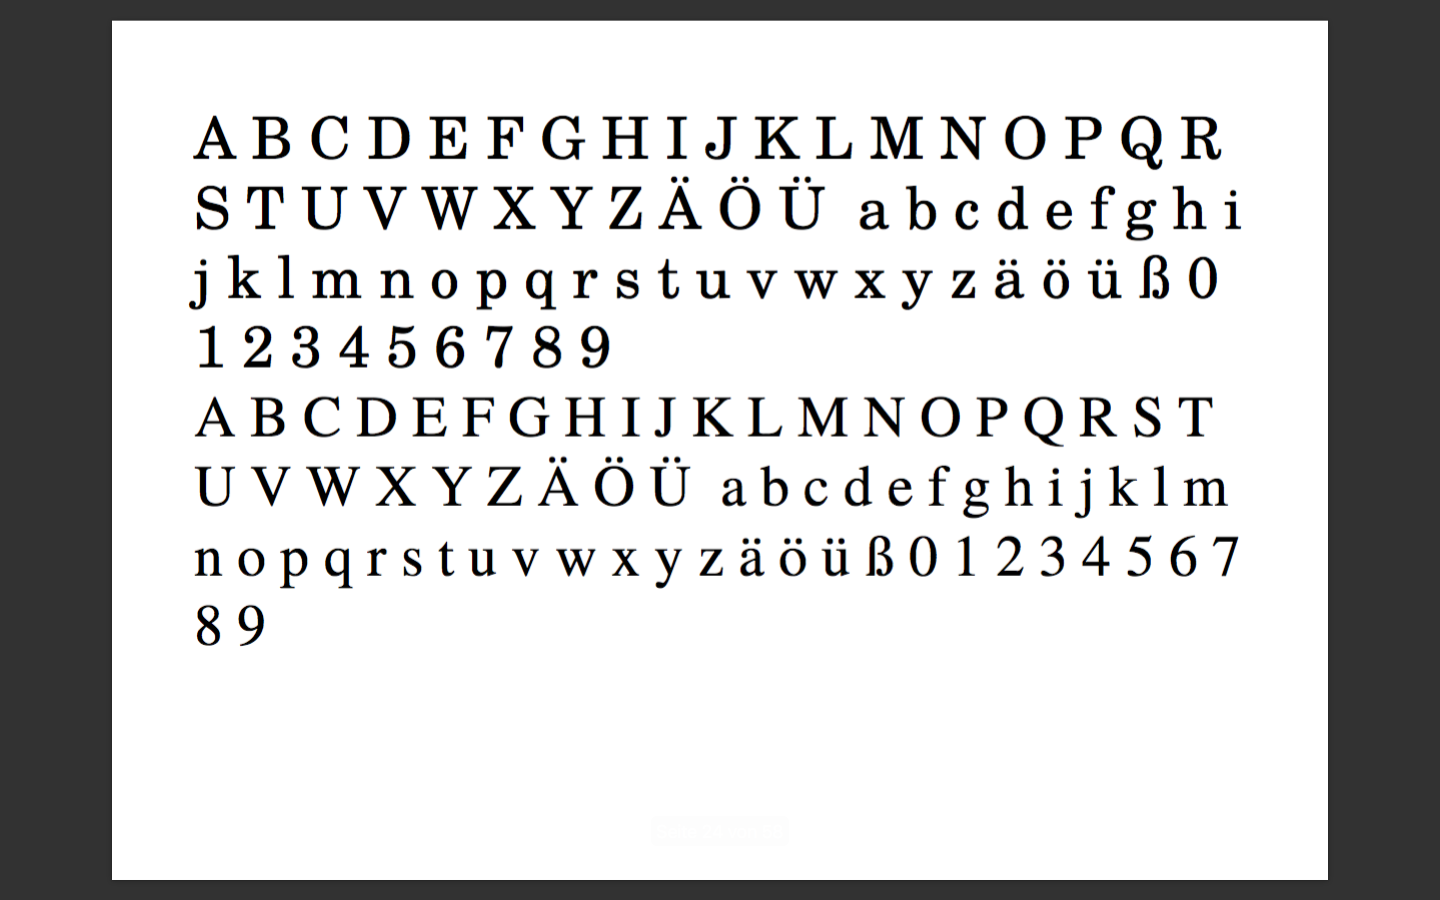 A B C D E F G H I J K L M N O P Q R
S T U V W X Y Z Ä Ö Ü a b c d e f g h i
j k l m n o p q r s t u v w x y z ä ö ü ß 0
1 2 3 4 5 6 7 8 9
A B C D E F G H I J K L M N O P Q R S T
U V W X Y Z Ä Ö Ü a b c d e f g h i j k l m
n o p q r s t u v w x y z ä ö ü ß 0 1 2 3 4 5 6 7
8 9